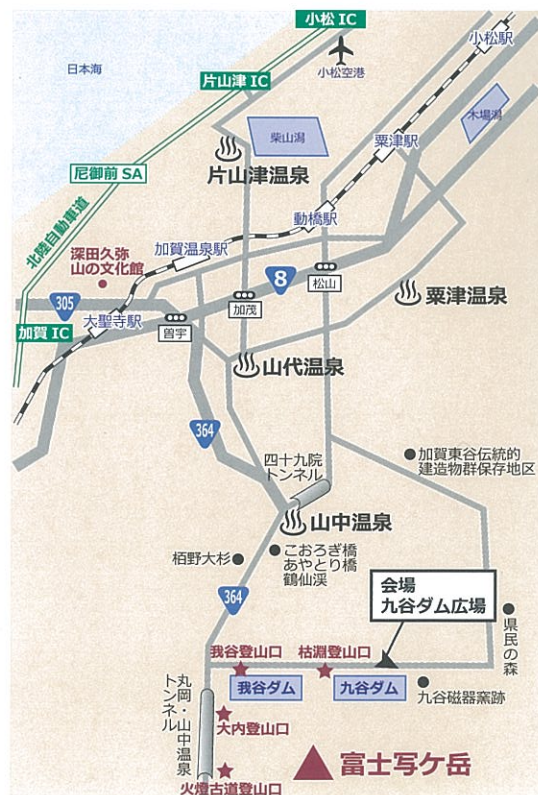 小松 IC
小松駅
日本海
小松空港
片山津 IC
木場潟
粟津駅
柴山潟
尼御前 SA
片山津温泉
動橋駅
北陸自動車道
加賀温泉駅
深田久弥
山の文化館
8
松山
305
加茂
粟津温泉
加賀 IC
大聖寺駅
曽宇
山代温泉
364
四十九院
トンネル
加賀東谷伝統的
建造物群保存地区
山中温泉
栢野大杉
こおろぎ橋
あやとり橋
鶴仙渓
364
会場
九谷ダム広場
県民の森
我谷登山口
枯淵登山口
我谷ダム
九谷ダム
九谷磁器窯跡
丸岡・山中温泉
トンネル
大内登山口
富士写ケ岳
火燈古道登山口